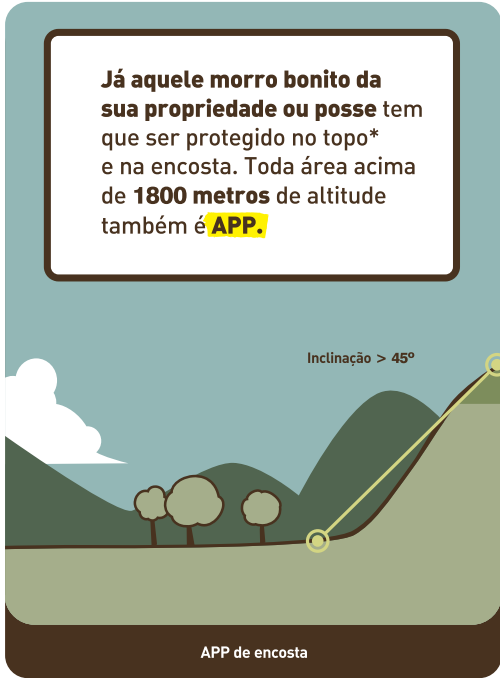 Já aquele morro bonito da
sua propriedade ou posse tem
que ser protegido no topo*
e na encosta. Toda área acima
de 1800 metros de altitude
também é APP.
Inclinação > 45º
APP de encosta